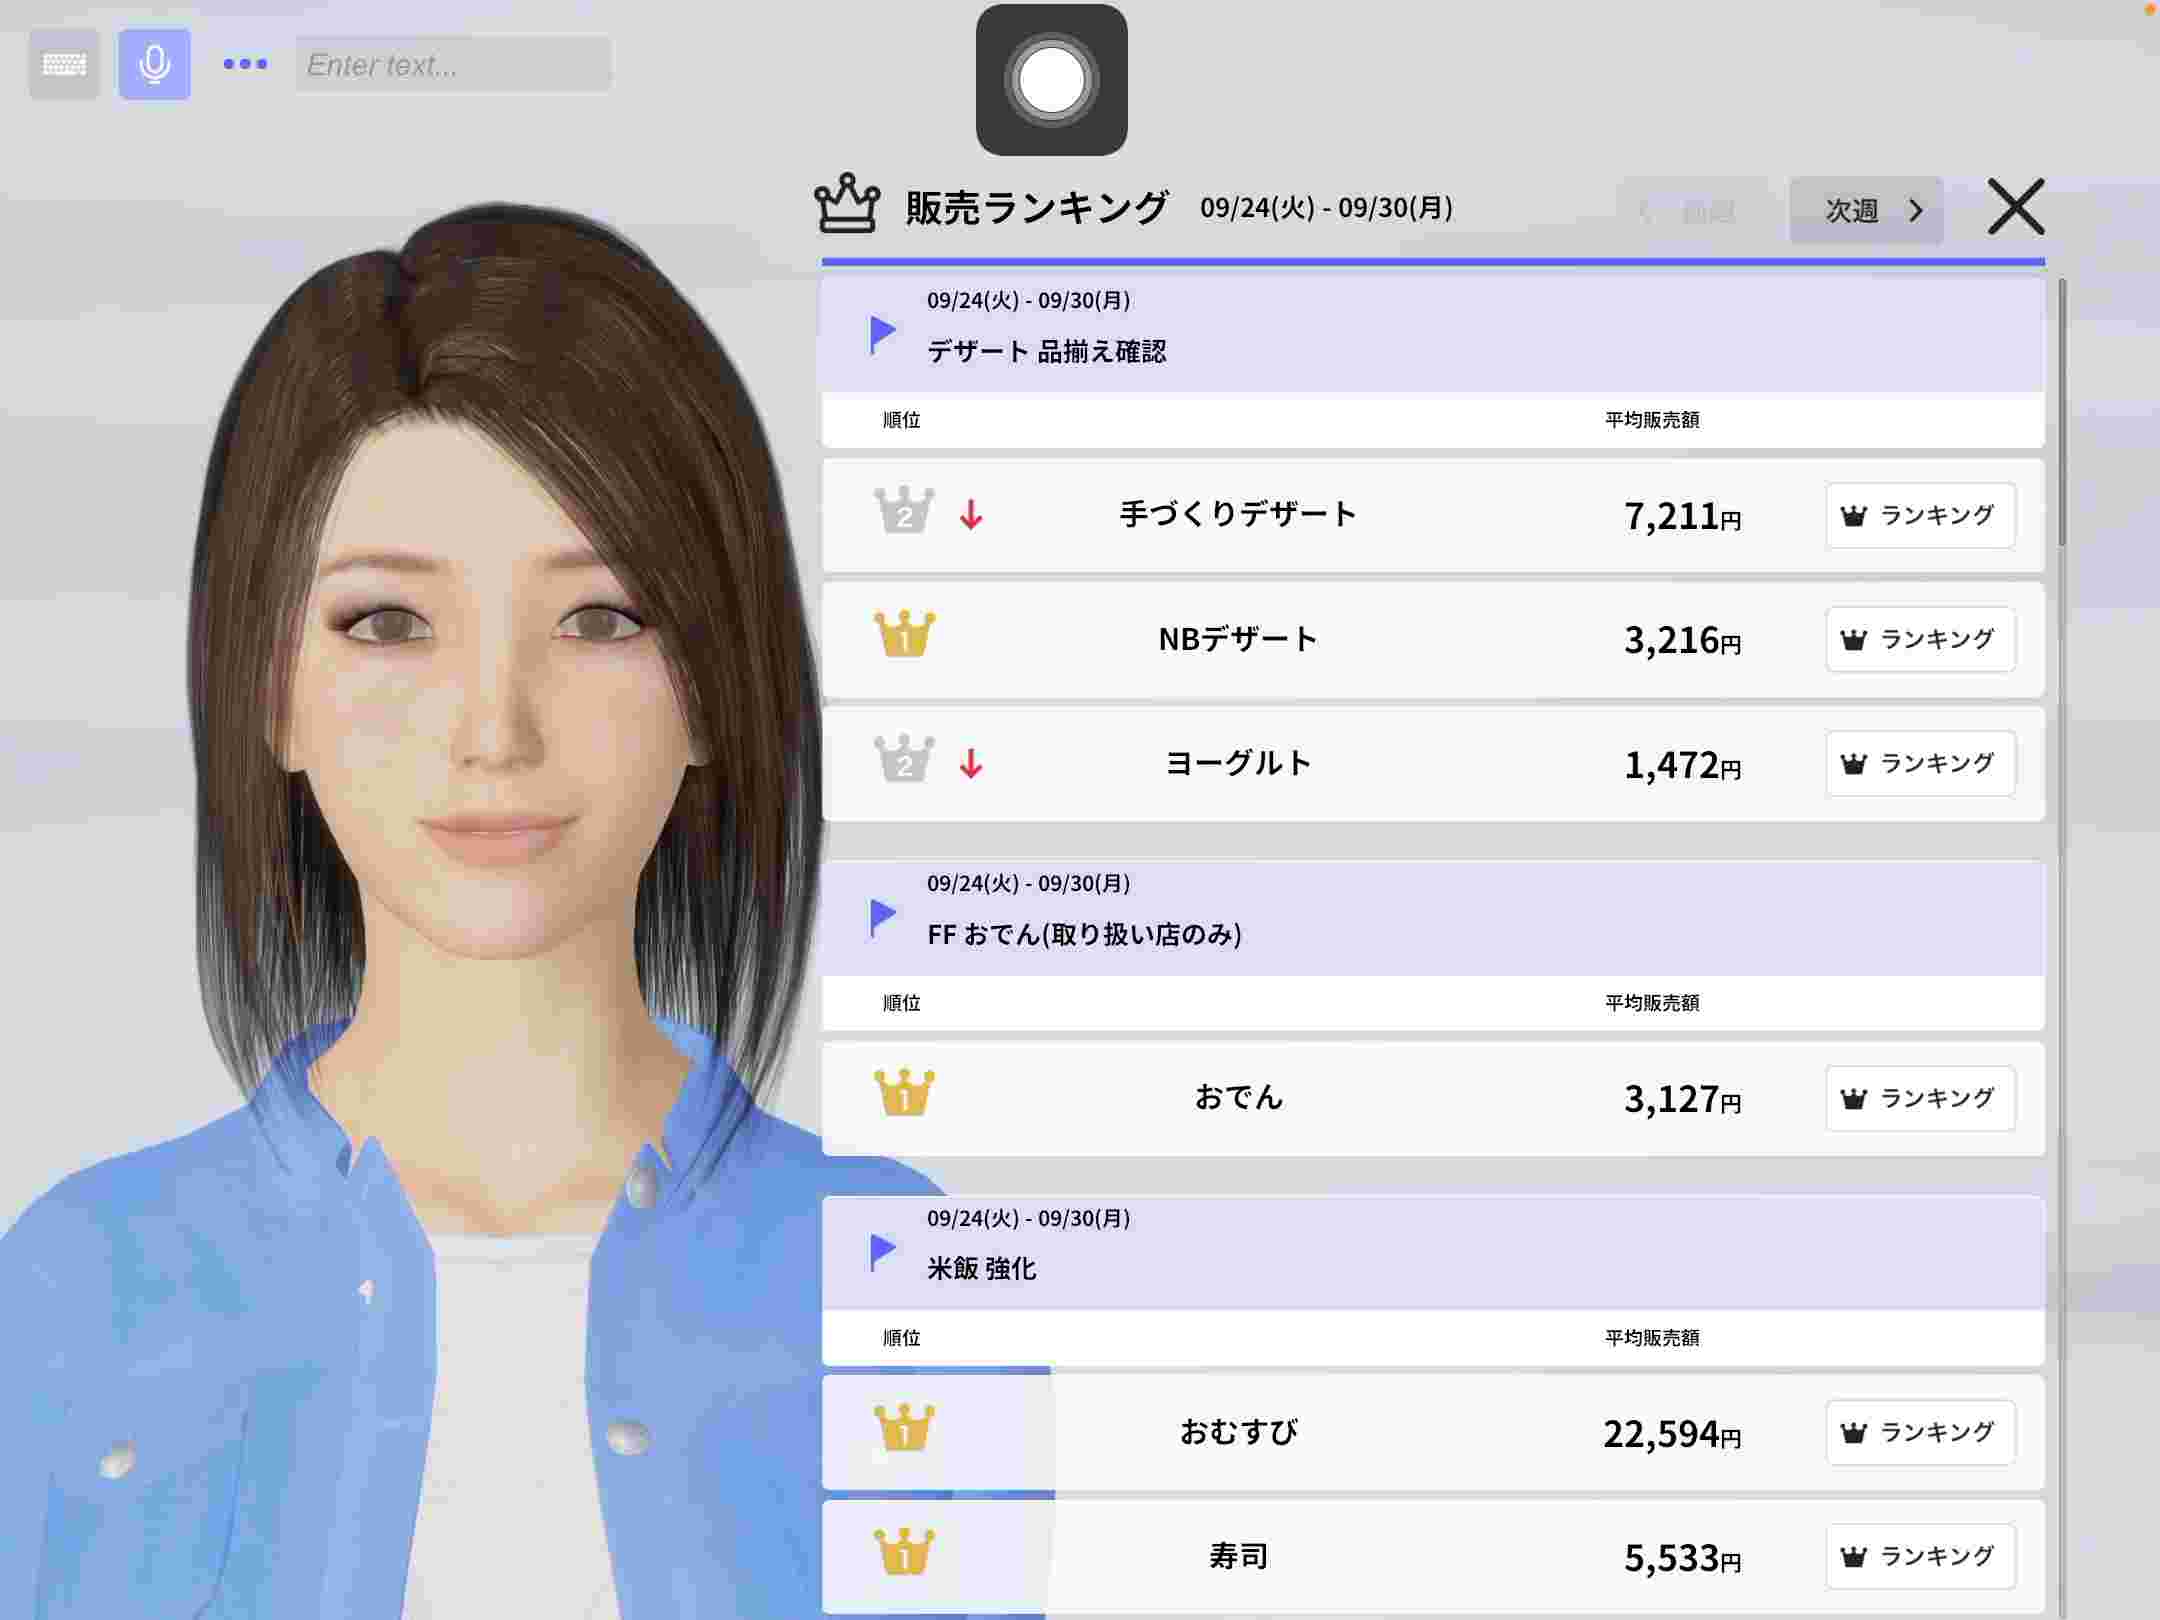 Enter text...
販売ランキング 09/24(火) - 09/30(月)
次週
09/24(火) - 09/30(月)
デザート 品揃え確認
順位 平均販売額
2 手づくりデザート 7,211円 ランキング
1 NBデザート 3,216円 ランキング
2 ヨーグルト 1,472円 ランキング
09/24(火) - 09/30(月)
FF おでん(取り扱い店のみ)
順位 平均販売額
1 おでん 3,127円 ランキング
09/24(火) - 09/30(月)
米飯 強化
順位 平均販売額
1 おむすび 22,594円 ランキング
1 寿司 5,533円 ランキング